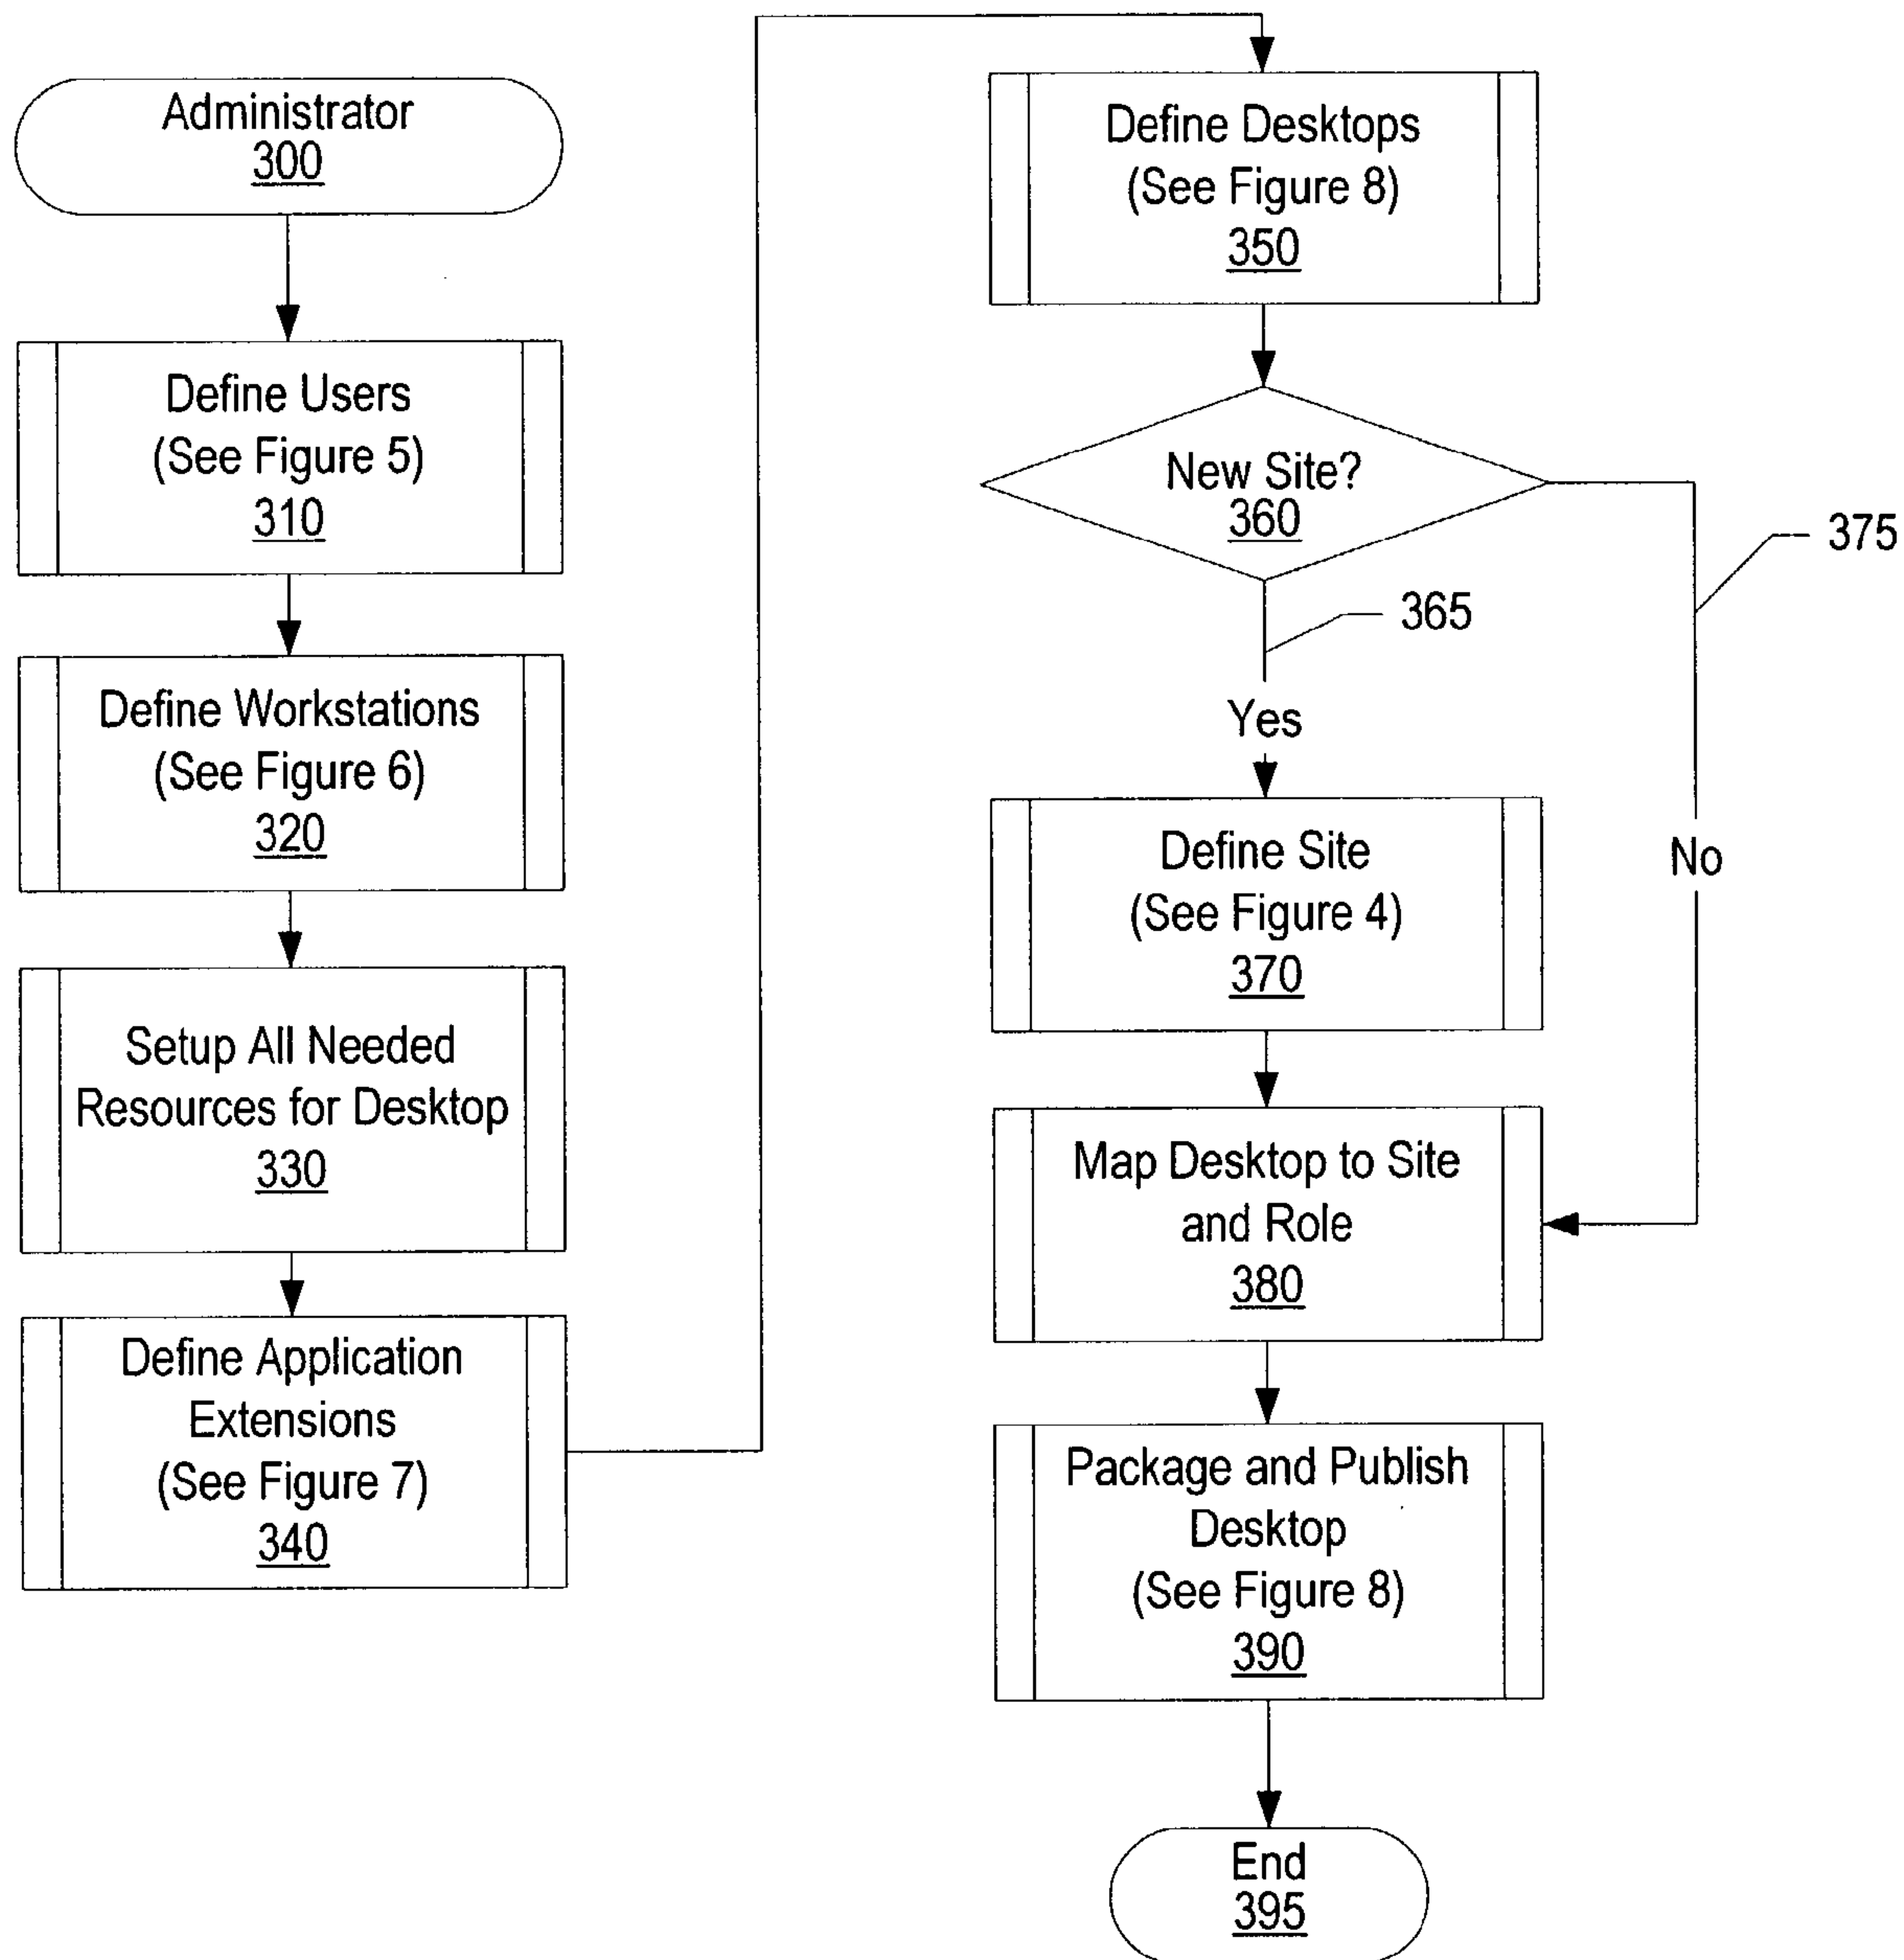 Administrator
300
Define Users
(See Figure 5)
310
Define Workstations
(See Figure 6)
320
Setup All Needed
Resources for Desktop
330
Define Application
Extensions
(See Figure 7)
340
Define Desktops
(See Figure 8)
350
New Site?
360
375
365
Yes
No
Define Site
(See Figure 4)
370
Map Desktop to Site
and Role
380
Package and Publish
Desktop
(See Figure 8)
390
End
395